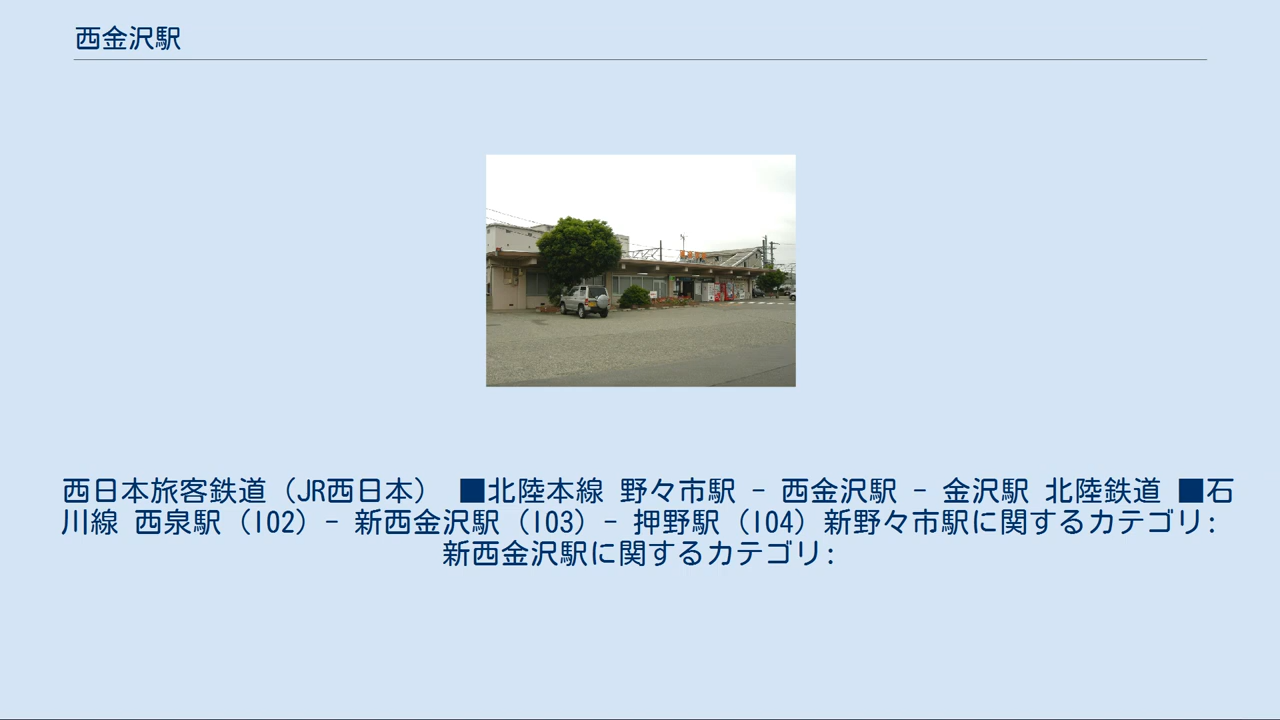 西金沢駅
西日本旅客鉄道（JR西日本） ■北陸本線 野々市駅 - 西金沢駅 - 金沢駅 北陸鉄道 ■石
川線 西泉駅（I02）- 新西金沢駅（I03）- 押野駅（I04）新野々市駅に関するカテゴリ:
新西金沢駅に関するカテゴリ: